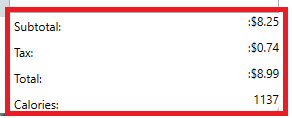 Subtotal: :$8.25
Tax: :$0.74
Total: :$8.99
Calories: 1137